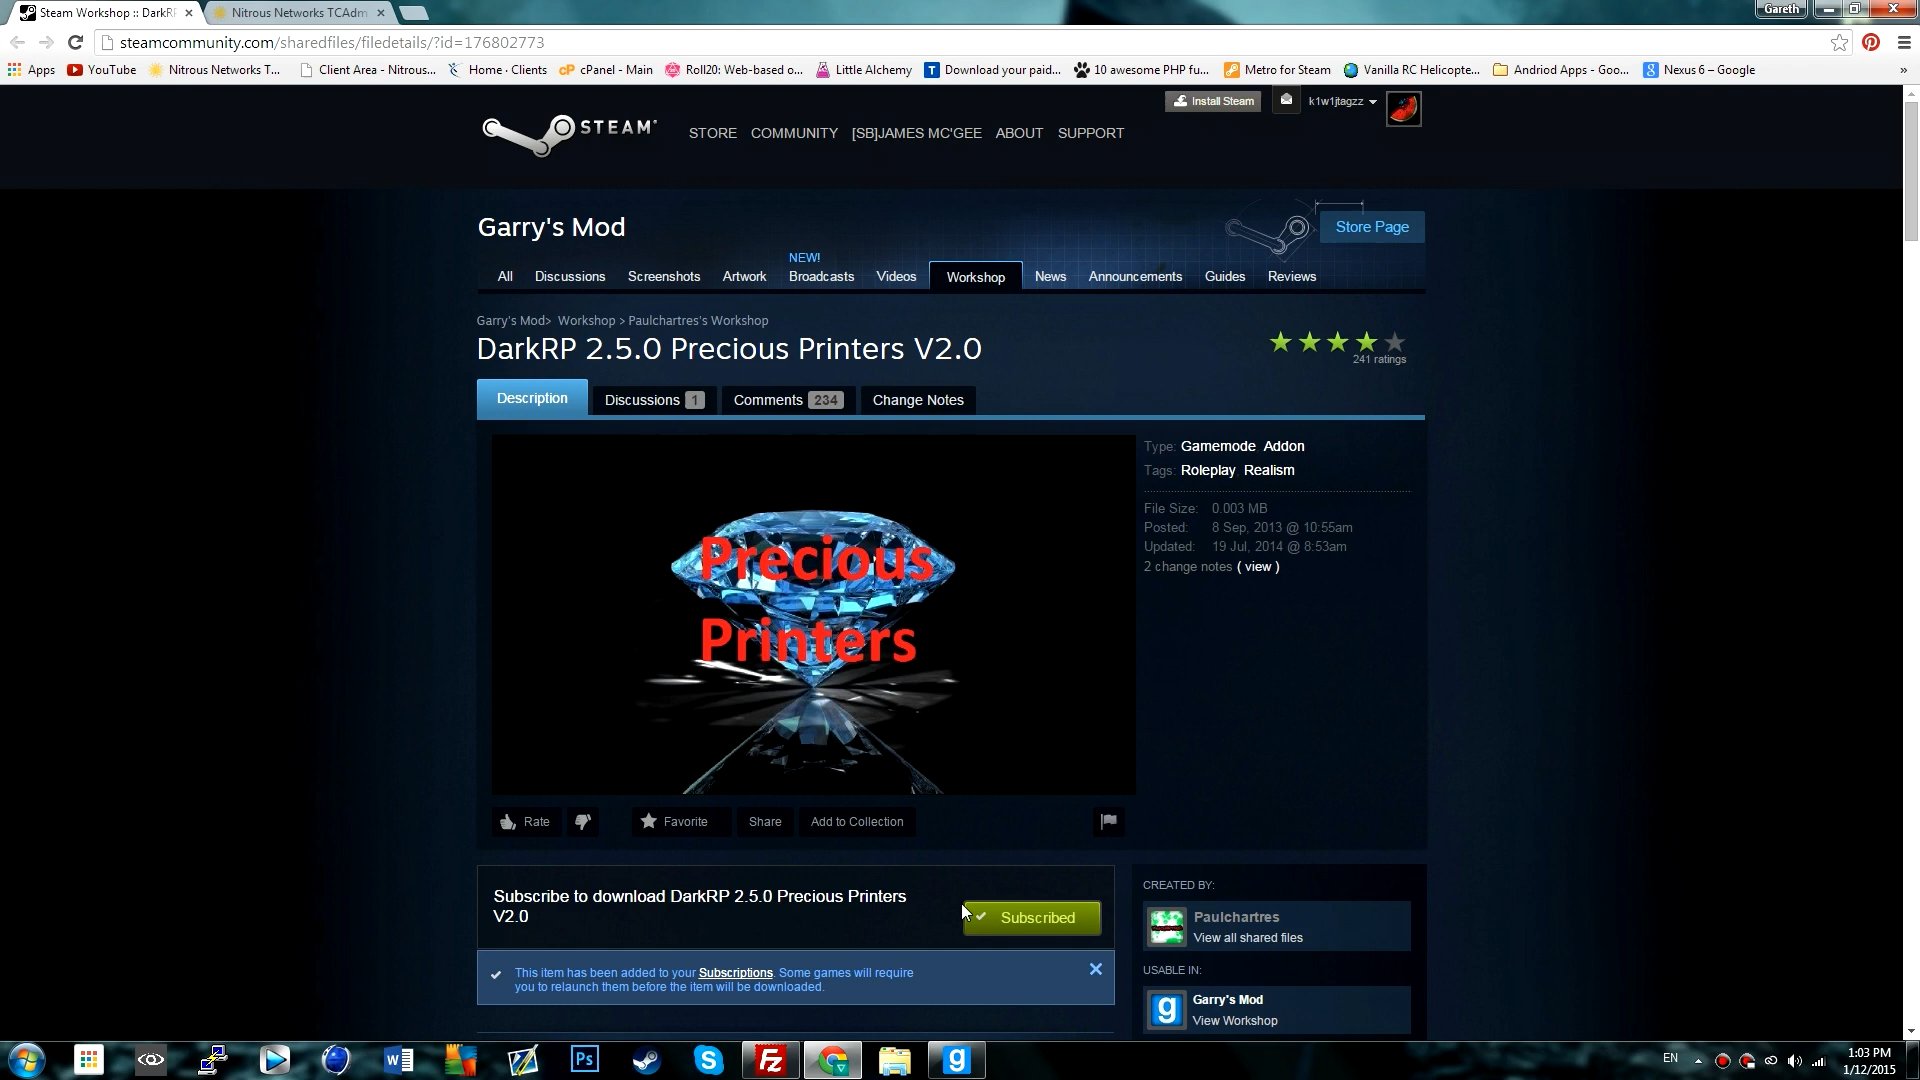 Steam Workshop :: DarkRP
Nitrous Networks TCAdm
Gareth
steamcommunity.com/sharedfiles/filedetails/?id=176802773
Apps
YouTube
Nitrous Networks T...
Client Area - Nitrous...
Home · Clients
cPanel - Main
Roll20: Web-based o...
Little Alchemy
Download your paid...
10 awesome PHP fu...
Metro for Steam
Vanilla RC Helicopte...
Andriod Apps - Goo...
Nexus 6 – Google
»
Install Steam
k1w1jtagzz
STEAM
STORE COMMUNITY [SB]JAMES MC'GEE ABOUT SUPPORT
Garry's Mod
Store Page
NEW!
All Discussions Screenshots Artwork Broadcasts Videos Workshop News Announcements Guides Reviews
Garry's Mod> Workshop > Paulchartres's Workshop
DarkRP 2.5.0 Precious Printers V2.0
241 ratings
Description
Discussions 1
Comments 234
Change Notes
Precious
Printers
Type: Gamemode Addon
Tags: Roleplay Realism
File Size: 0.003 MB
Posted: 8 Sep, 2013 @ 10:55am
Updated: 19 Jul, 2014 @ 8:53am
2 change notes ( view )
Rate
Favorite
Share
Add to Collection
Subscribe to download DarkRP 2.5.0 Precious Printers
V2.0
Subscribed
This item has been added to your Subscriptions. Some games will require
you to relaunch them before the item will be downloaded.
CREATED BY:
Paulchartres
View all shared files
USABLE IN:
Garry's Mod
View Workshop
EN
1:03 PM
1/12/2015